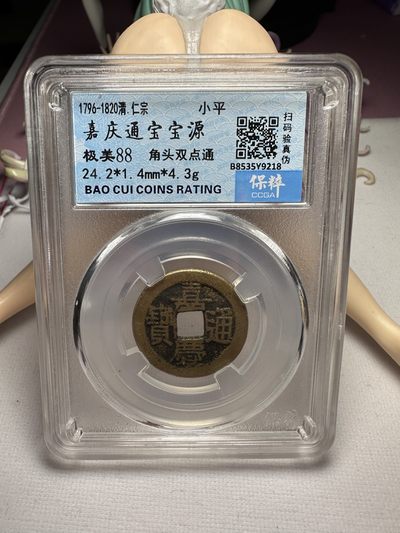 1796-1820清.仁宗 小平
嘉庆通宝宝源
极美88 角头双点通
24.2*1.4mm*4.3g
BAO CUI COINS RATING
扫码验真伪
B8535Y9218
保粹
CCGA
嘉
寶 通
慶